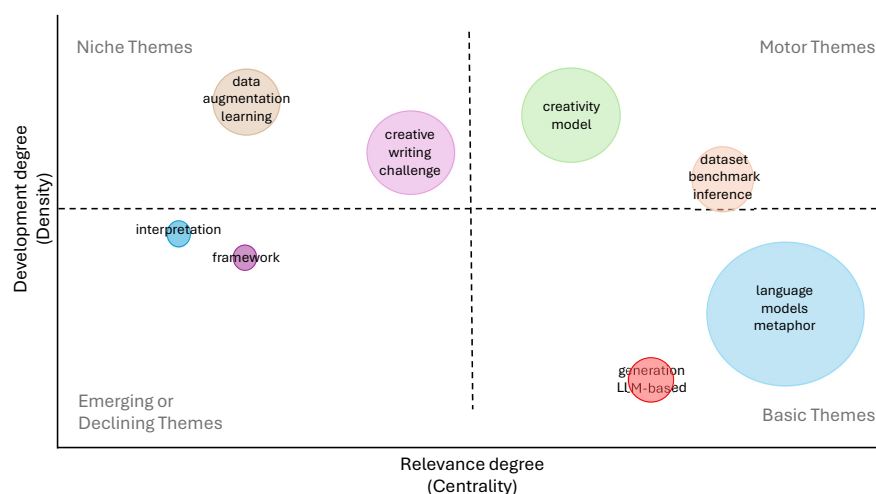 Niche Themes
Motor Themes
data
augmentation
learning
creative
writing
challenge
creativity
model
dataset
benchmark
inference
Development degree
(Density)
interpretation
framework
language
models
metaphor
generation
LLM-based
Emerging or
Declining Themes
Basic Themes
Relevance degree
(Centrality)